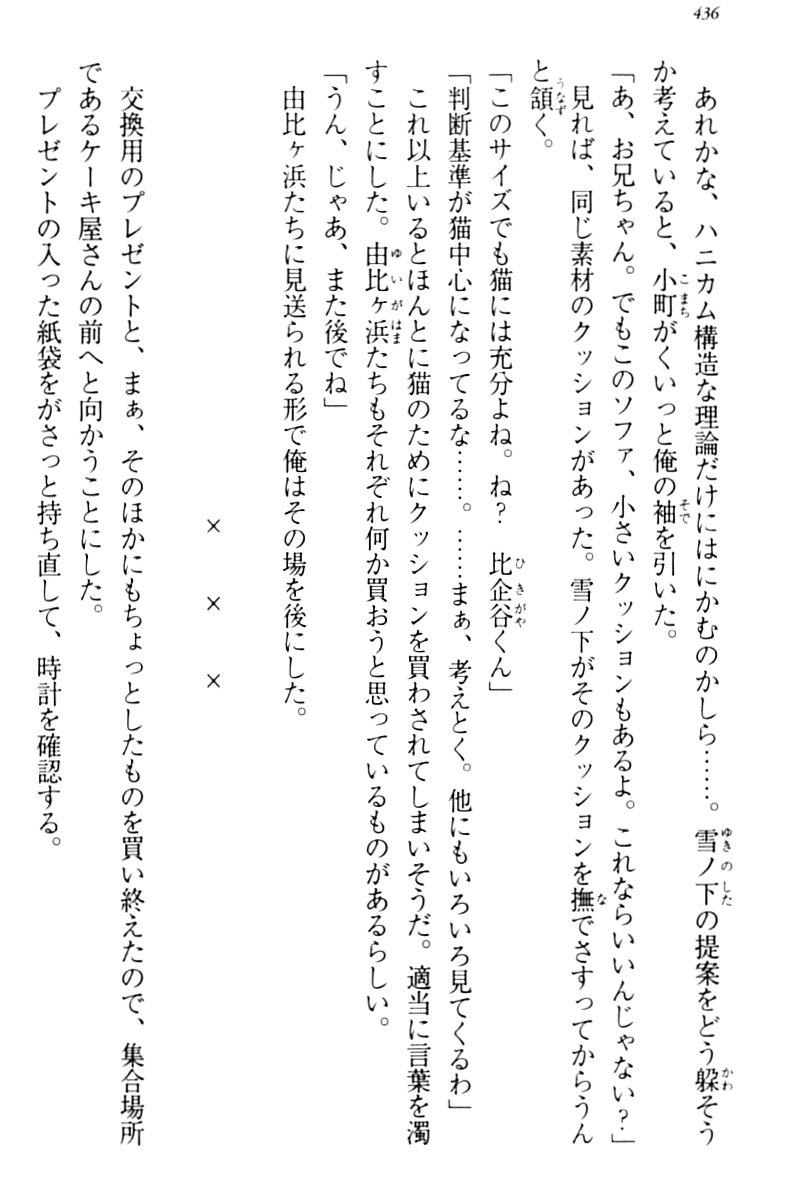 436
あれかな、ハニカム構造な理論だけにはにかむのかしら……。雪ノ下の提案をどう躱そう
か考えていると、小町がくいっと俺の袖を引いた。
「あ、お兄ちゃん。でもこのソファ、小さいクッションもあるよ。これならいいんじゃない？」
見れば、同じ素材のクッションがあった。雪ノ下がそのクッションを撫でさすってからうん
と頷く。
「このサイズでも猫には充分よね。ね？　比企谷くん」
「判断基準が猫中心になってるな……。……まぁ、考えとく。他にもいろいろ見てくるわ」
これ以上いるとほんとに猫のためにクッションを買わされてしまいそうだ。適当に言葉を濁
すことにした。由比ヶ浜たちもそれぞれ何か買おうと思っているものがあるらしい。
「うん、じゃあ、また後でね」
由比ヶ浜たちに見送られる形で俺はその場を後にした。
×　×　×
交換用のプレゼントと、まぁ、そのほかにもちょっとしたものを買い終えたので、集合場所
であるケーキ屋さんの前へと向かうことにした。
プレゼントの入った紙袋をがさっと持ち直して、時計を確認する。